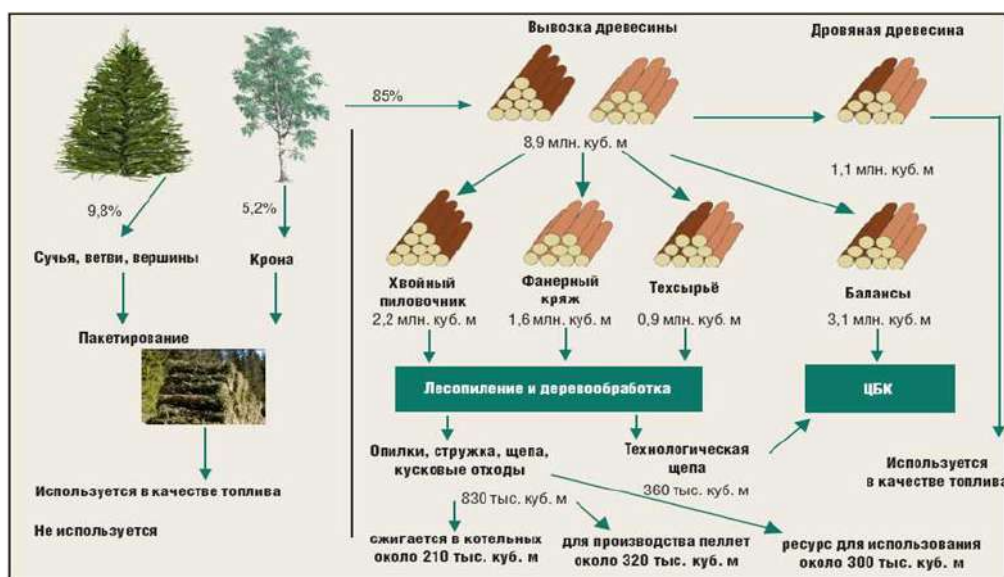 Вывозка древесины
Дровяная древесина
85%
8,9 млн. куб. м
1,1 млн. куб. м
9,8%
5,2%
Сучья, ветви, вершины
Крона
Хвойный
пиловочник
2,2 млн. куб. м
Фанерный
кряж
1,6 млн. куб. м
Техсырьё
0,9 млн. куб. м
Балансы
3,1 млн. куб. м
Пакетирование
Лесопиление и деревообработка
ЦБК
Опилки, стружка, щепа,
кусковые отходы
830 тыс. куб. м
Технологическая
щепа
360 тыс. куб. м
Используется
в качестве топлива
Используется в качестве топлива
Не используется
сжигается в котельных
около 210 тыс. куб. м
для производства пеллет
около 320 тыс. куб. м
ресурс для использования
около 300 тыс. куб. м